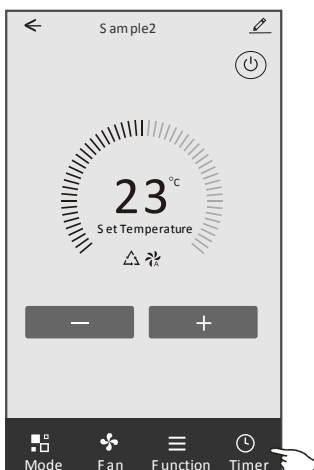 Sample2
23°C
Set Temperature
A
− +
Mode Fan Function Timer